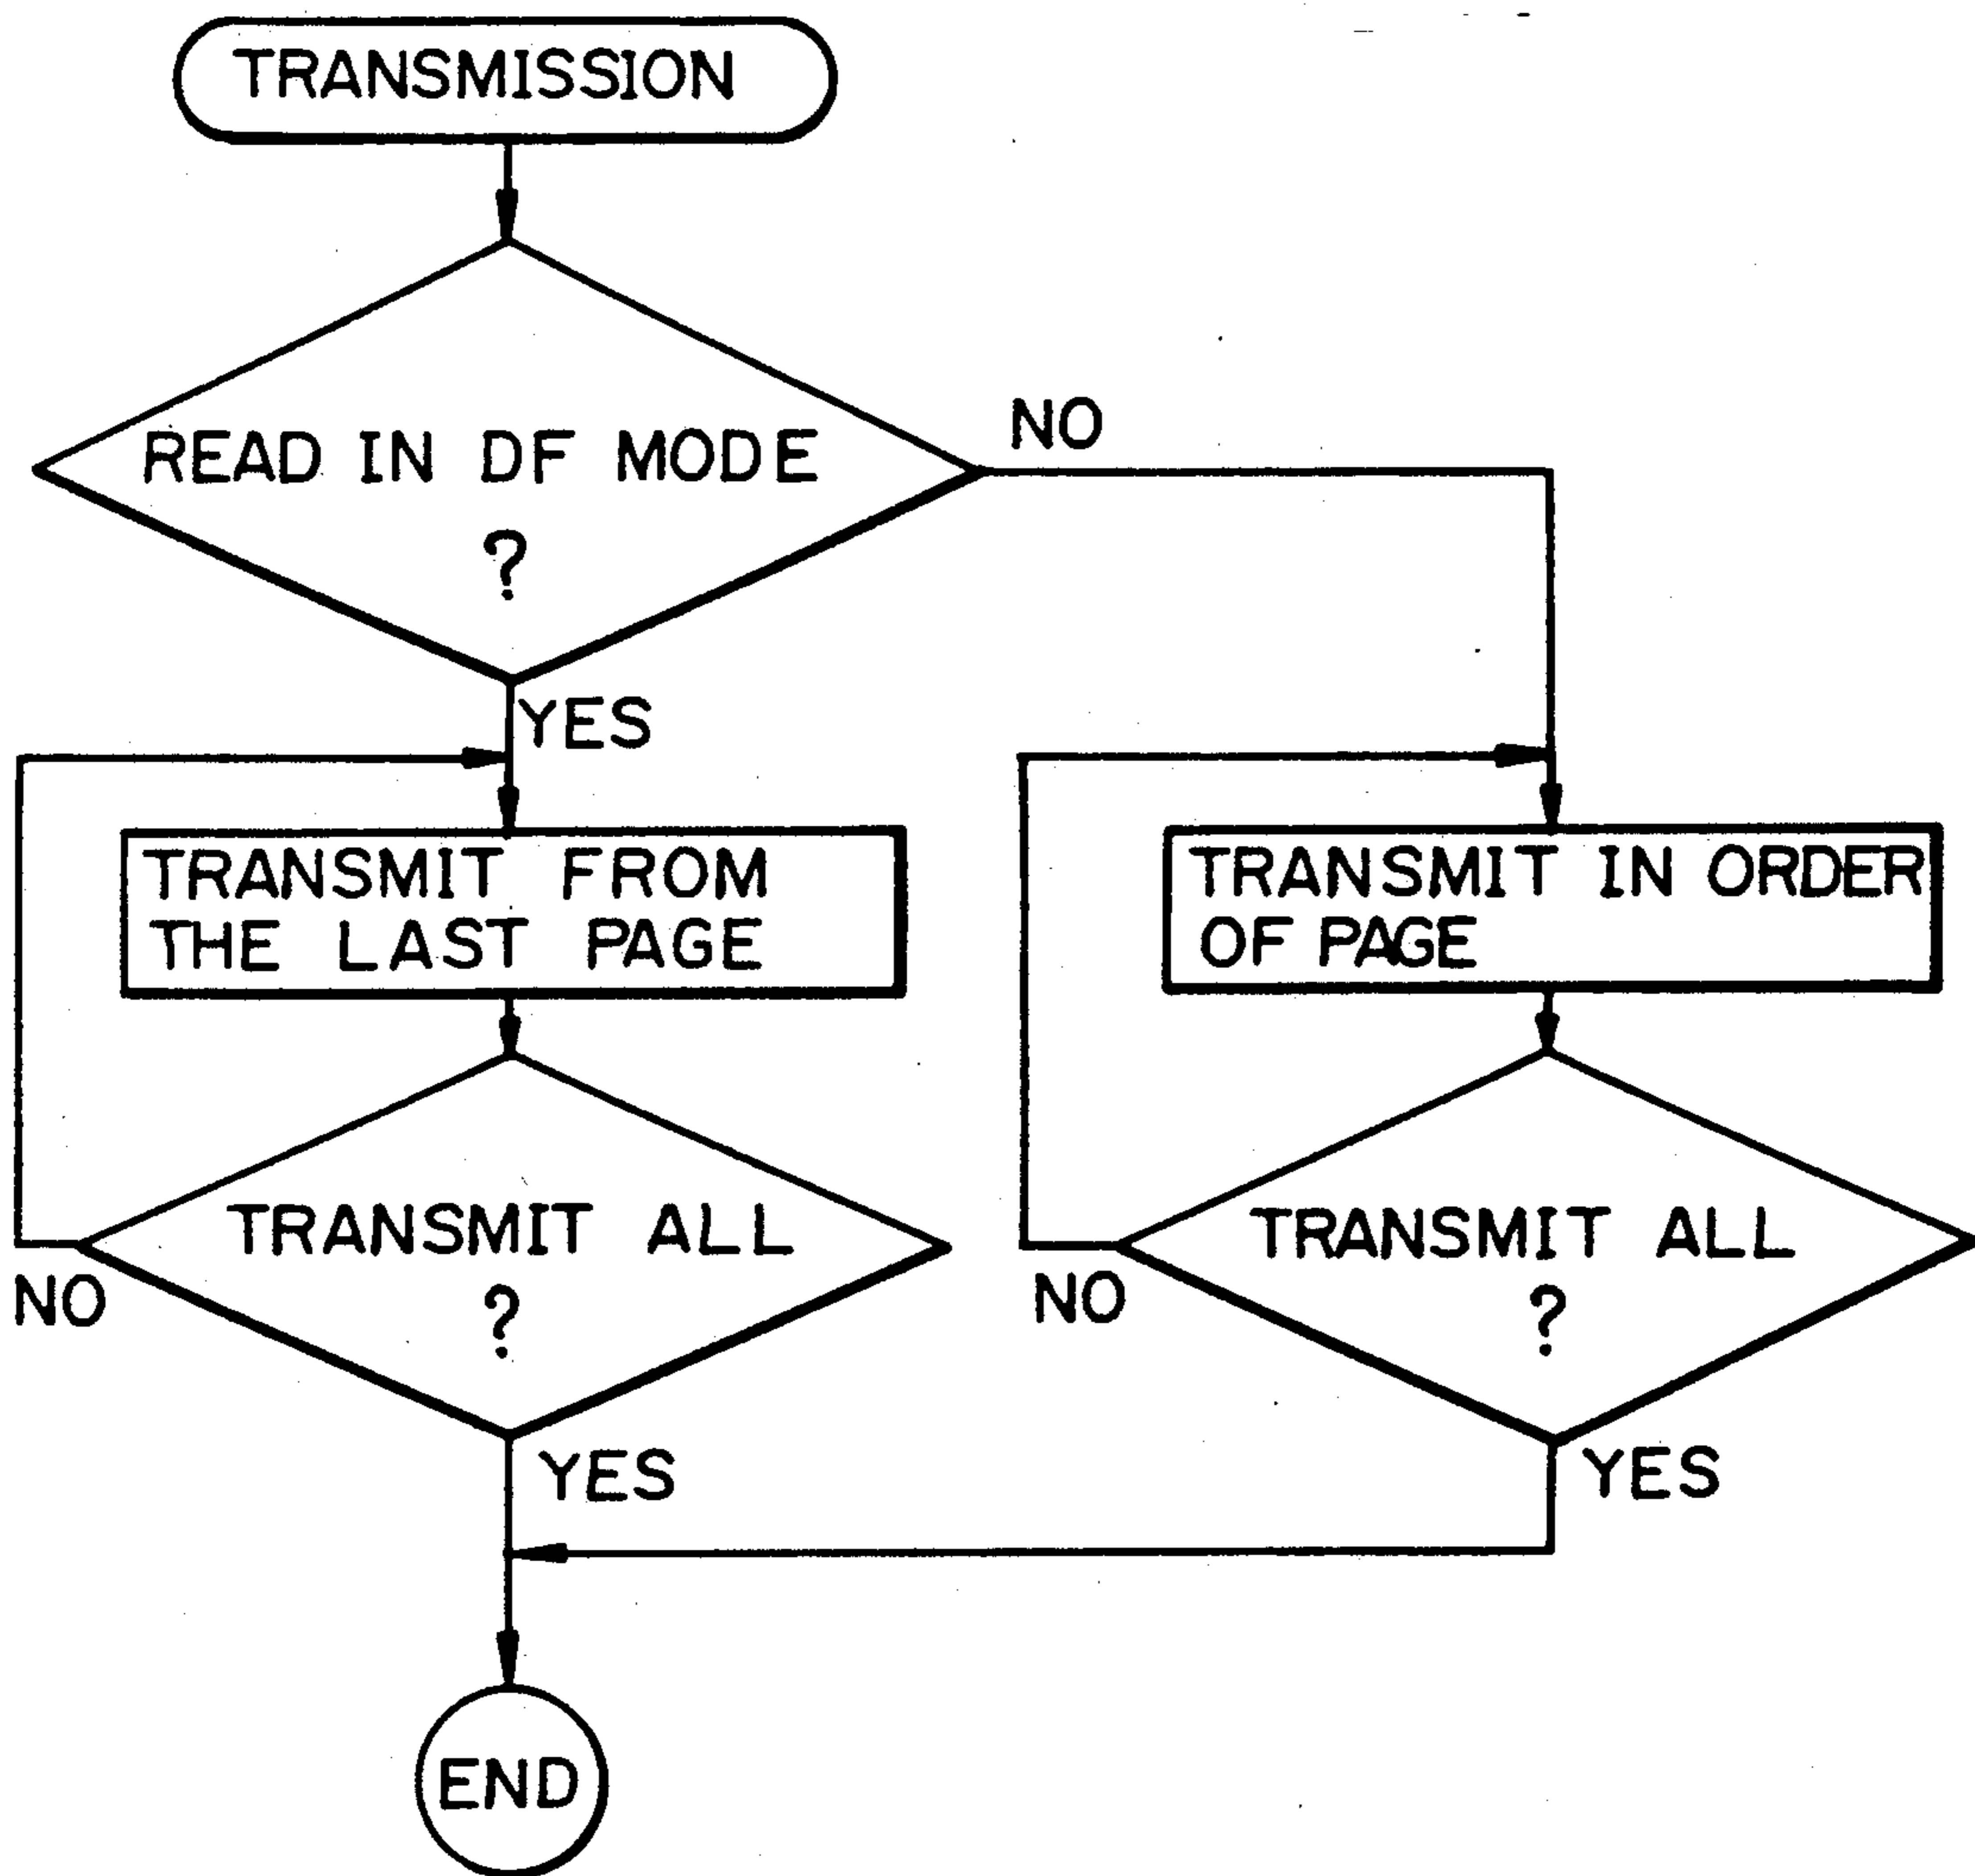 TRANSMISSION
READ IN DF MODE
?
NO
YES
TRANSMIT FROM
THE LAST PAGE
TRANSMIT IN ORDER
OF PAGE
TRANSMIT ALL
?
NO
YES
TRANSMIT ALL
?
NO
YES
END